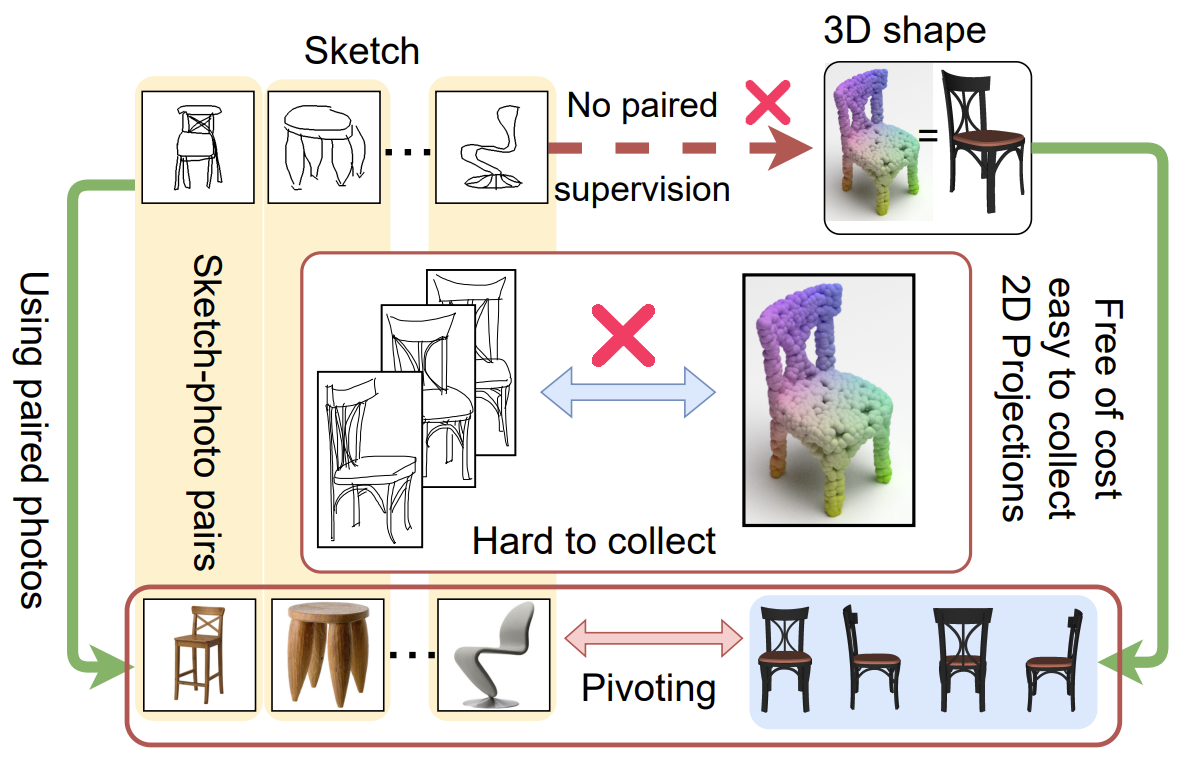 Sketch
3D shape
No paired
supervision
=
Using paired photos
Sketch-photo pairs
Hard to collect
Free of cost
easy to collect
2D Projections
Pivoting